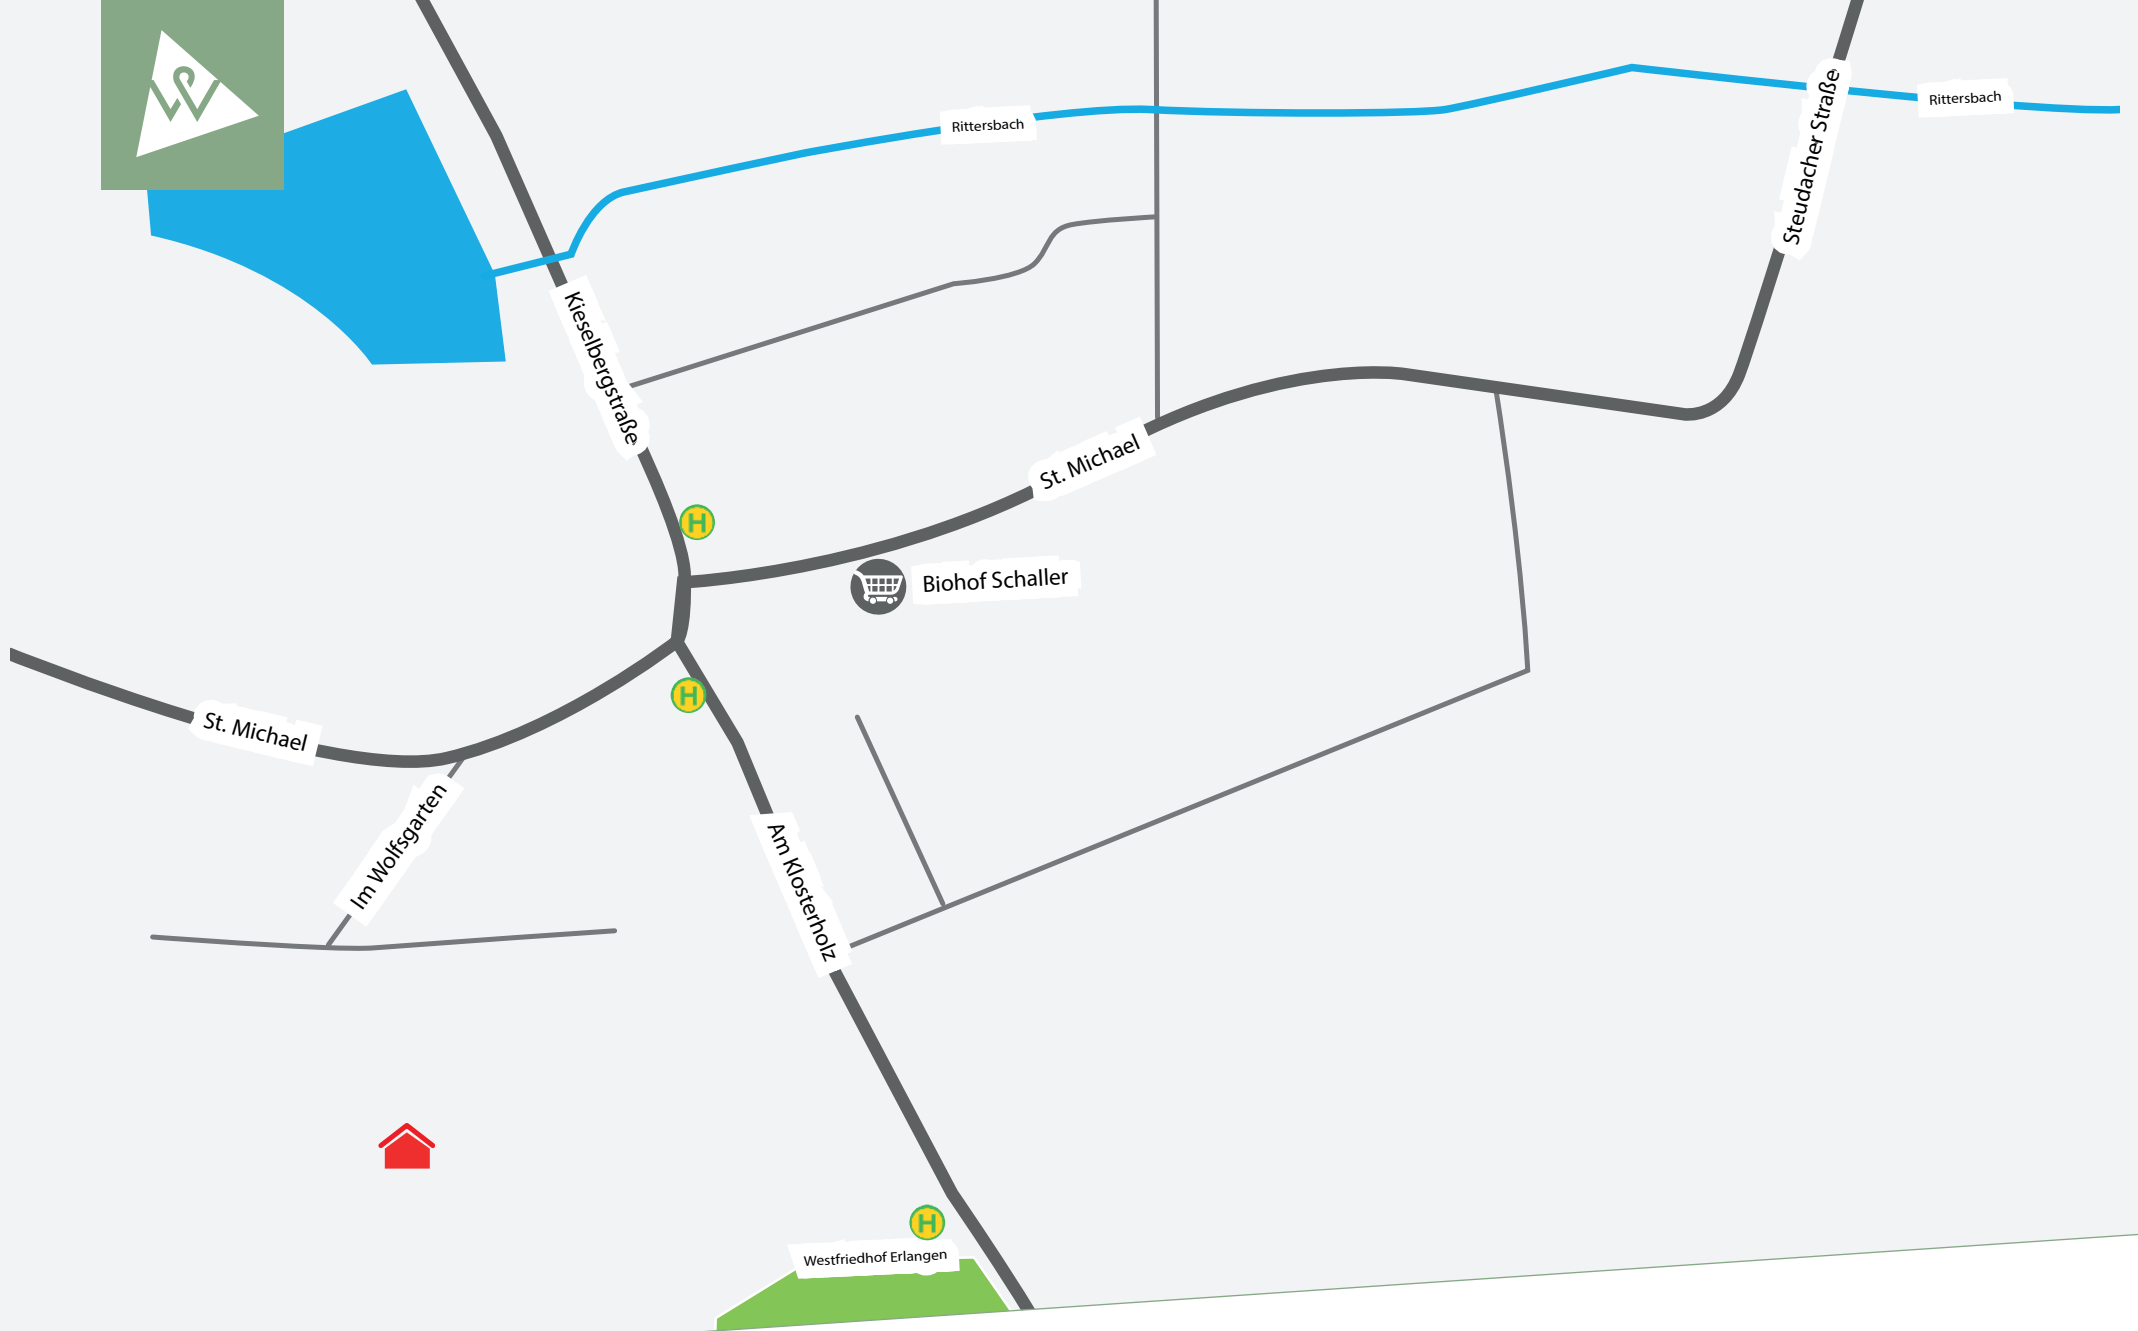 W
Rittersbach
Rittersbach
Steudacher Straße
Kieselbergstraße
St. Michael
H
Biohof Schaller
H
St. Michael
Im Wolfsgarten
Am Klosterholz
H
Westfriedhof Erlangen